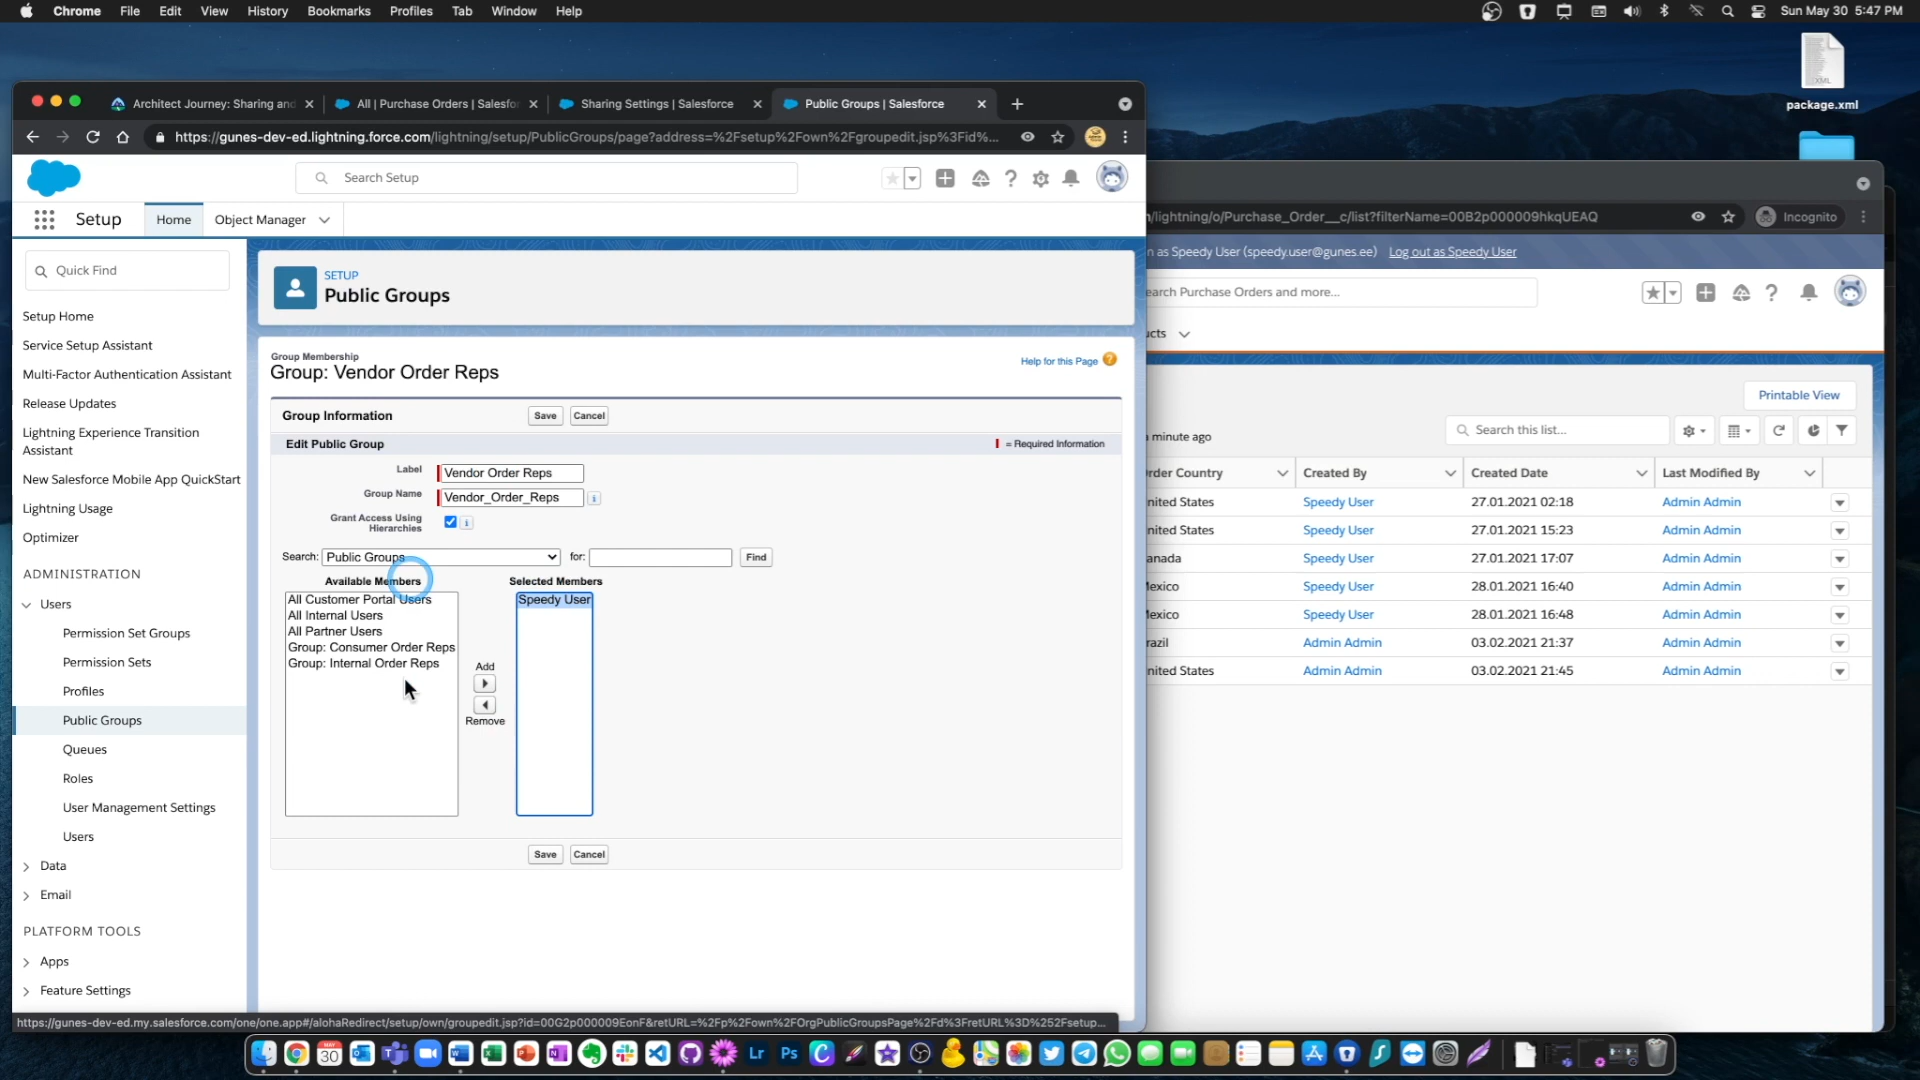 Chrome File Edit View History Bookmarks Profiles Tab Window Help
Sun May 30 5:47 PM
XML
package.xml
Architect Journey: Sharing and
All | Purchase Orders | Salesfor
Sharing Settings | Salesforce
Public Groups | Salesforce
https://gunes-dev-ed.lightning.force.com/lightning/setup/PublicGroups/page?address=%2Fsetup%2Fown%2Fgroupedit.jsp%3Fid%...
Search Setup
Setup
Home
Object Manager
Quick Find
Setup Home
Service Setup Assistant
Multi-Factor Authentication Assistant
Release Updates
Lightning Experience Transition
Assistant
New Salesforce Mobile App QuickStart
Lightning Usage
Optimizer
ADMINISTRATION
Users
Permission Set Groups
Permission Sets
Profiles
Public Groups
Queues
Roles
User Management Settings
Users
Data
Email
PLATFORM TOOLS
Apps
Feature Settings
SETUP
Public Groups
Group Membership
Group: Vendor Order Reps
Help for this Page
Group Information
Save Cancel
Edit Public Group
= Required Information
Label Vendor Order Reps
Group Name Vendor_Order_Reps
Grant Access Using
Hierarchies
Search: Public Groups for: Find
Available Members
Selected Members
All Customer Portal Users
All Internal Users
All Partner Users
Group: Consumer Order Reps
Group: Internal Order Reps
Add
Remove
Speedy User
Save Cancel
https://gunes-dev-ed.my.salesforce.com/one/one.app#/alohaRedirect/setup/own/groupedit.jsp?id=00G2p000009EonF&retURL=%2Fp%2Fown%2FOrgPublicGroupsPage%2Fd%3FretURL%3D%252Fsetup...
n/lightning/o/Purchase_Order__c/list?filterName=00B2p000009hkqUEAQ
Incognito
n as Speedy User (speedy.user@gunes.ee) Log out as Speedy User
earch Purchase Orders and more...
ucts
Printable View
minute ago
Search this list...
rder Country Created By Created Date Last Modified By
nited States Speedy User 27.01.2021 02:18 Admin Admin
nited States Speedy User 27.01.2021 15:23 Admin Admin
anada Speedy User 27.01.2021 17:07 Admin Admin
exico Speedy User 28.01.2021 16:40 Admin Admin
exico Speedy User 28.01.2021 16:48 Admin Admin
razil Admin Admin 03.02.2021 21:37 Admin Admin
nited States Admin Admin 03.02.2021 21:45 Admin Admin
MAY
30
Lr
Ps